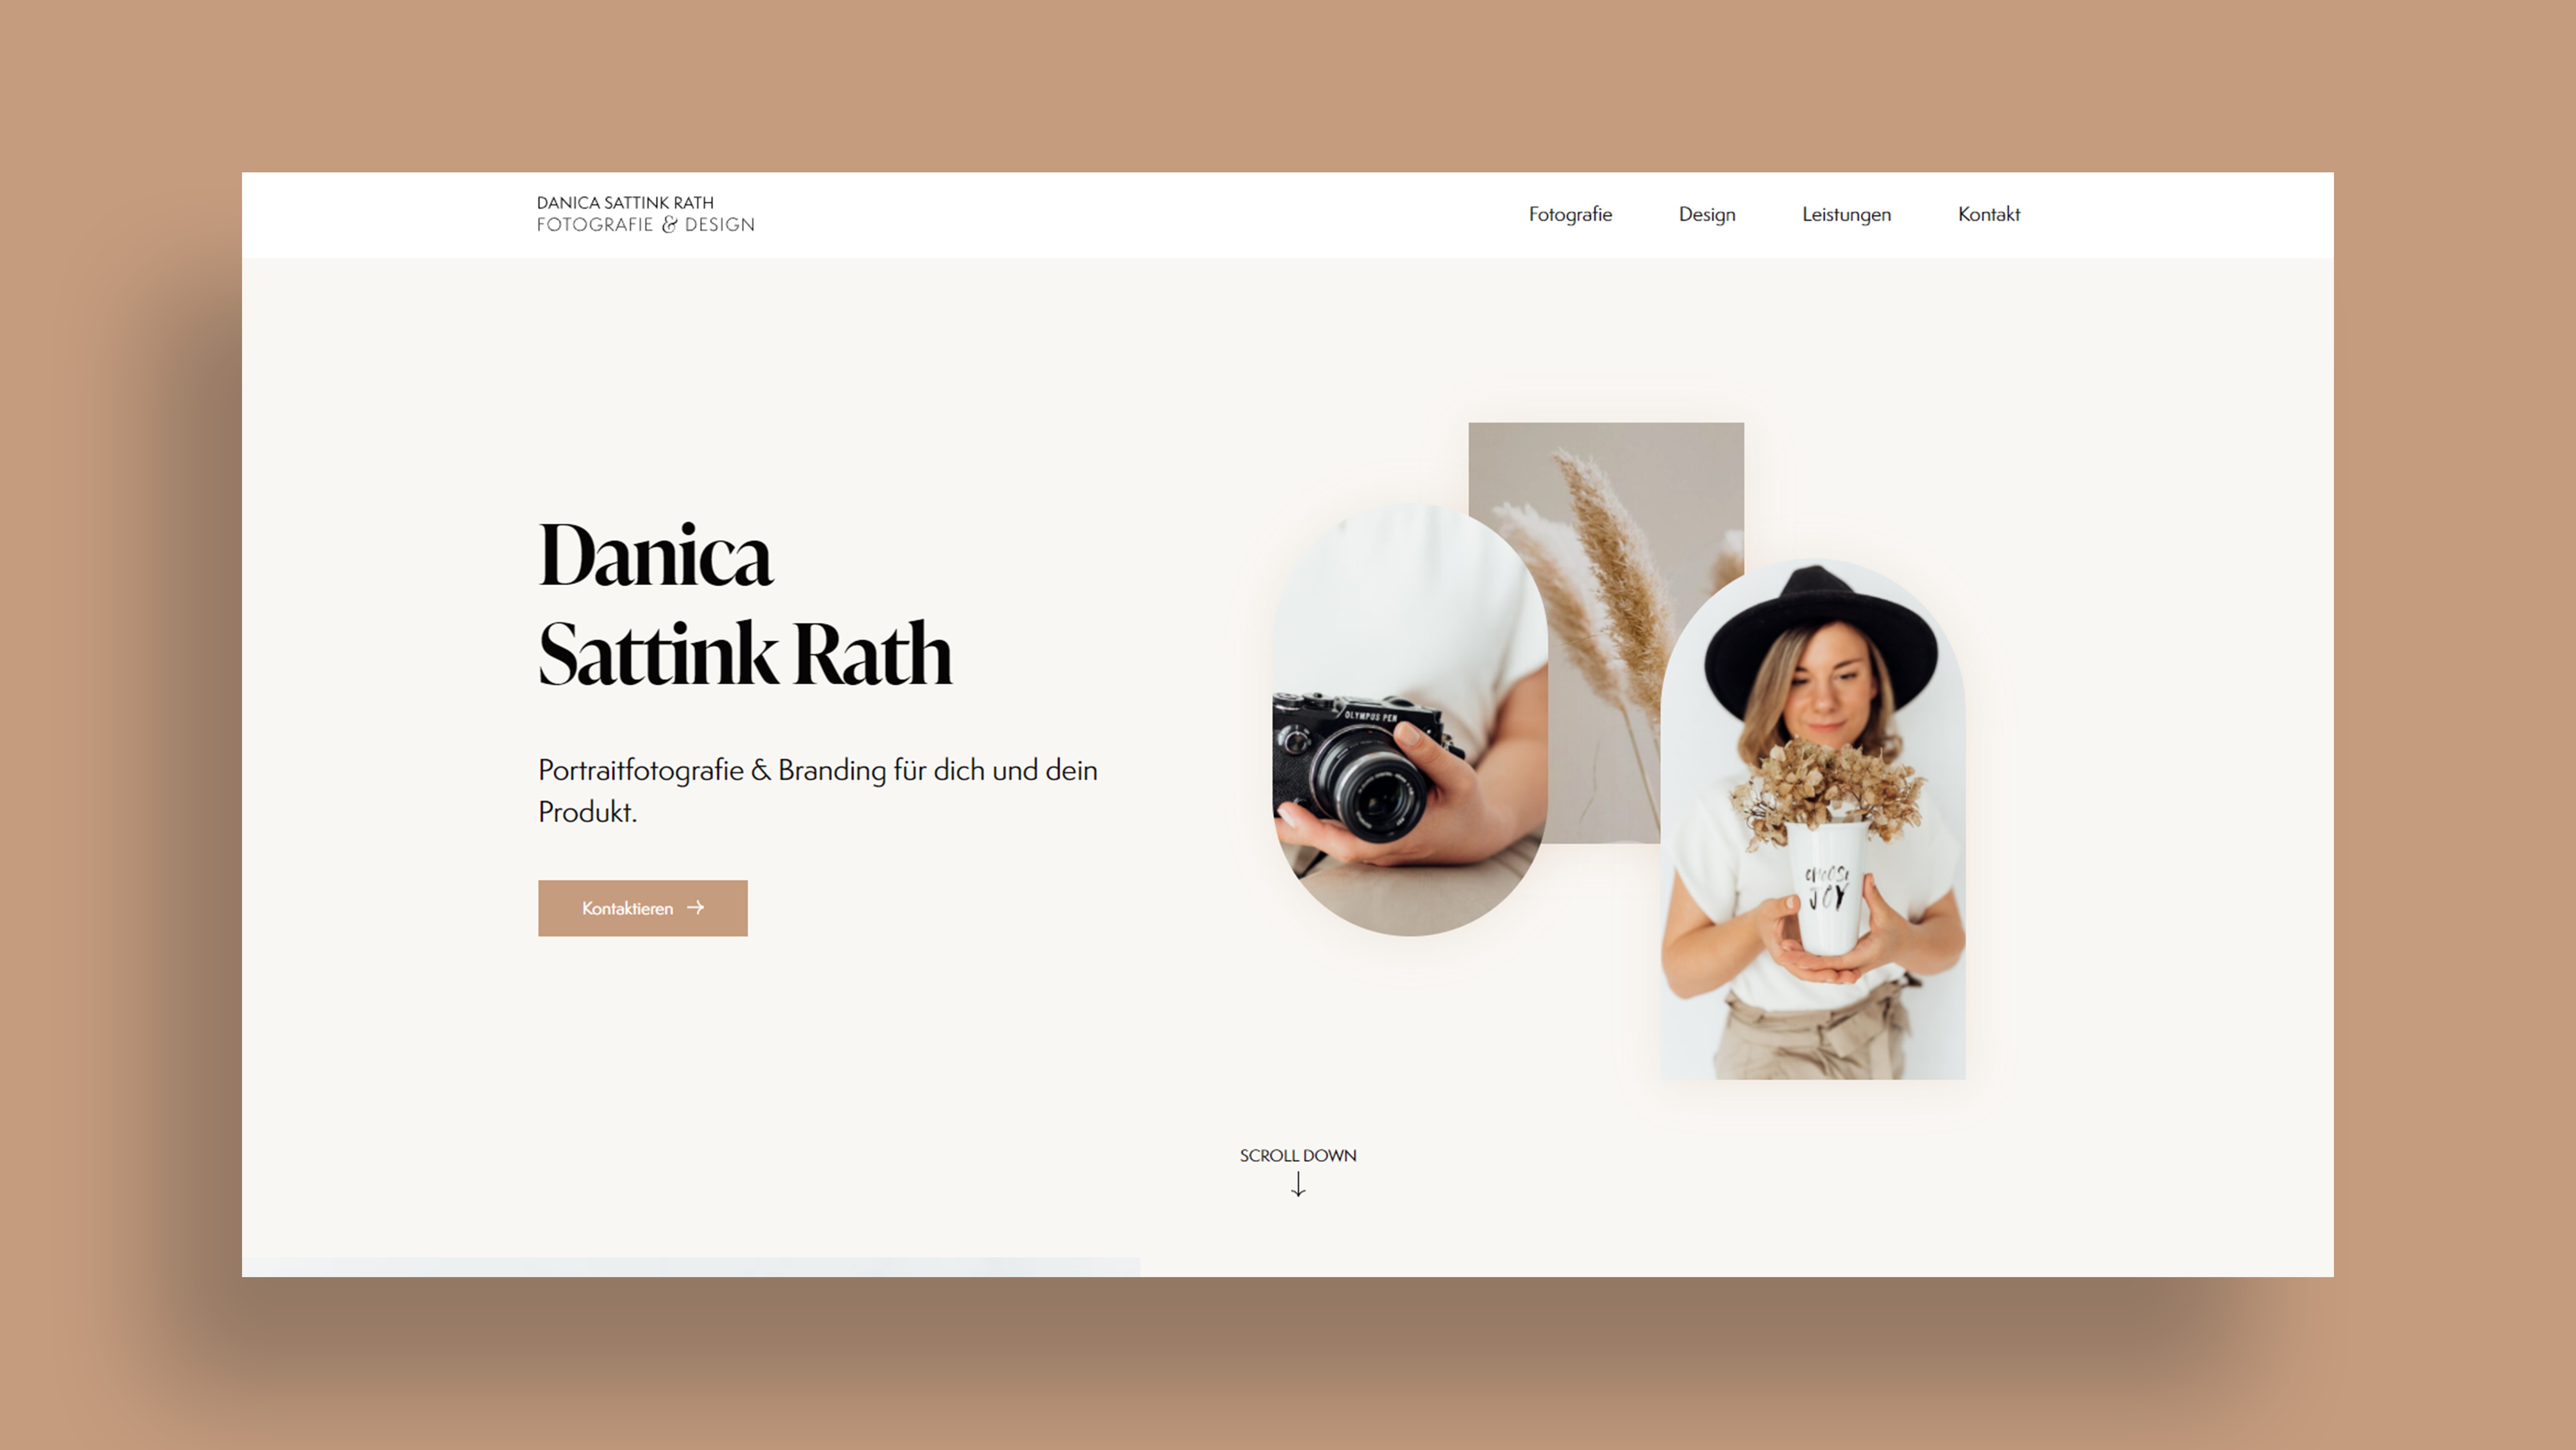 DANICA SATTINK RATH
FOTOGRAFIE & DESIGN
Fotografie Design Leistungen Kontakt
Danica
Sattink Rath
Portraitfotografie & Branding für dich und dein
Produkt.
Kontaktieren →
OLYMPUS PEN
CHOOSE
JOY
SCROLL DOWN